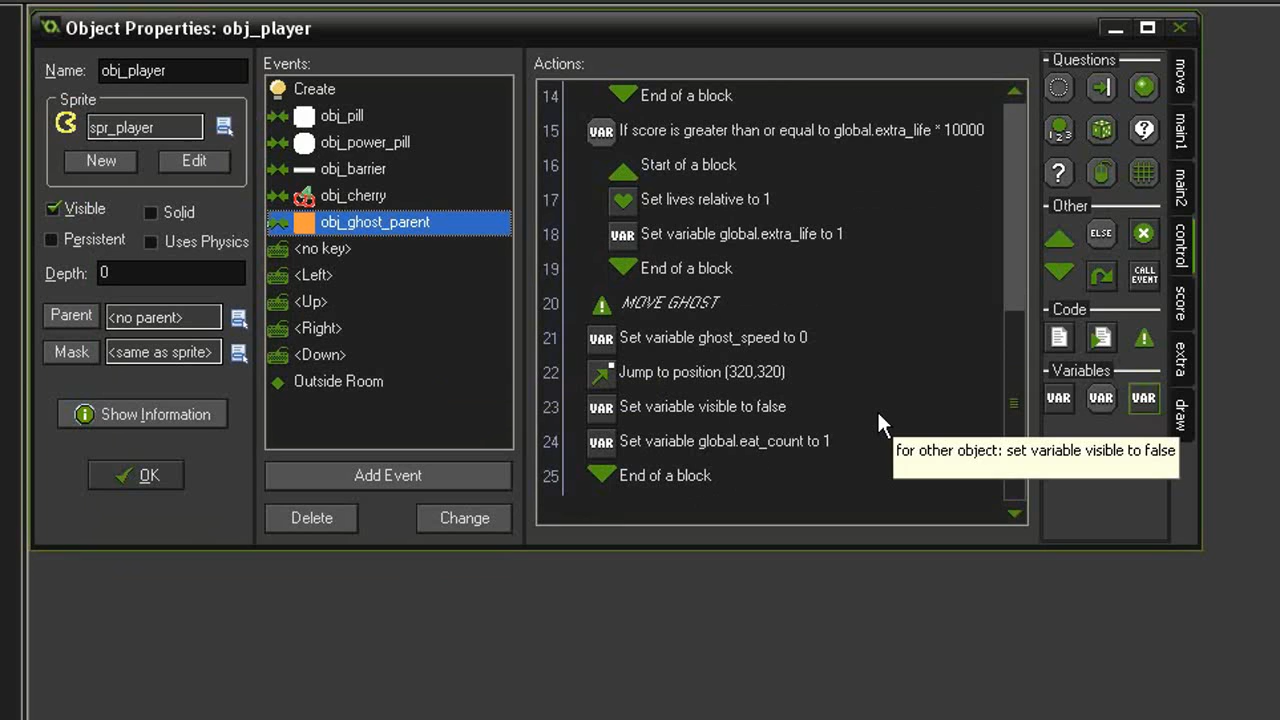 Object Properties: obj_player
Name: obj_player
Sprite
spr_player
New Edit
Visible Solid
Persistent Uses Physics
Depth: 0
Parent <no parent>
Mask <same as sprite>
Show Information
OK
Events:
Create
obj_pill
obj_power_pill
obj_barrier
obj_cherry
obj_ghost_parent
<no key>
<Left>
<Up>
<Right>
<Down>
Outside Room
Add Event
Delete Change
Actions:
14 End of a block
15 VAR If score is greater than or equal to global.extra_life * 10000
16 Start of a block
17 Set lives relative to 1
18 VAR Set variable global.extra_life to 1
19 End of a block
20 MOVE GHOST
21 VAR Set variable ghost_speed to 0
22 Jump to position (320,320)
23 VAR Set variable visible to false
24 VAR Set variable global.eat_count to 1
25 End of a block
for other object: set variable visible to false
Questions
1 2 3 ?
?
Other
ELSE
CALL EVENT
Code
Variables
VAR VAR VAR
move
main1
main2
control
score
extra
draw